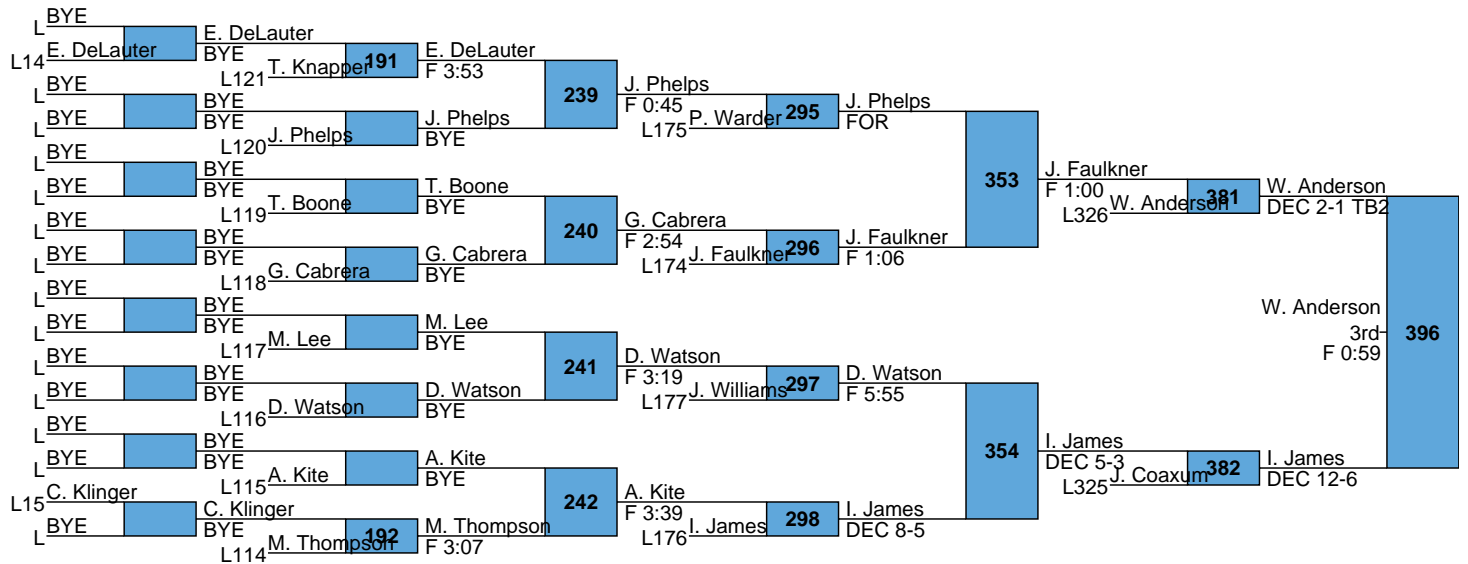 BYE
L
E. DeLauter
L14
E. DeLauter
BYE
T. Knapper
L121
191
E. DeLauter
F 3:53
BYE
L
BYE
L
BYE
BYE
J. Phelps
L120
J. Phelps
BYE
239
J. Phelps
F 0:45
P. Warder
L175
295
J. Phelps
FOR
BYE
L
BYE
L
BYE
BYE
T. Boone
L119
T. Boone
BYE
BYE
L
BYE
L
BYE
BYE
G. Cabrera
L118
G. Cabrera
BYE
240
G. Cabrera
F 2:54
J. Faulkner
L174
296
J. Faulkner
F 1:06
353
J. Faulkner
F 1:00
W. Anderson
L326
381
W. Anderson
DEC 2-1 TB2
BYE
L
BYE
L
BYE
BYE
M. Lee
L117
M. Lee
BYE
BYE
L
BYE
L
BYE
BYE
D. Watson
L116
D. Watson
BYE
241
D. Watson
F 3:19
J. Williams
L177
297
D. Watson
F 5:55
BYE
L
BYE
L
BYE
BYE
A. Kite
L115
A. Kite
BYE
C. Klinger
L15
BYE
L
C. Klinger
BYE
M. Thompson
L114
192
M. Thompson
F 3:07
242
A. Kite
F 3:39
I. James
L176
298
I. James
DEC 8-5
354
I. James
DEC 5-3
J. Coaxum
L325
382
I. James
DEC 12-6
396
W. Anderson
3rd
F 0:59